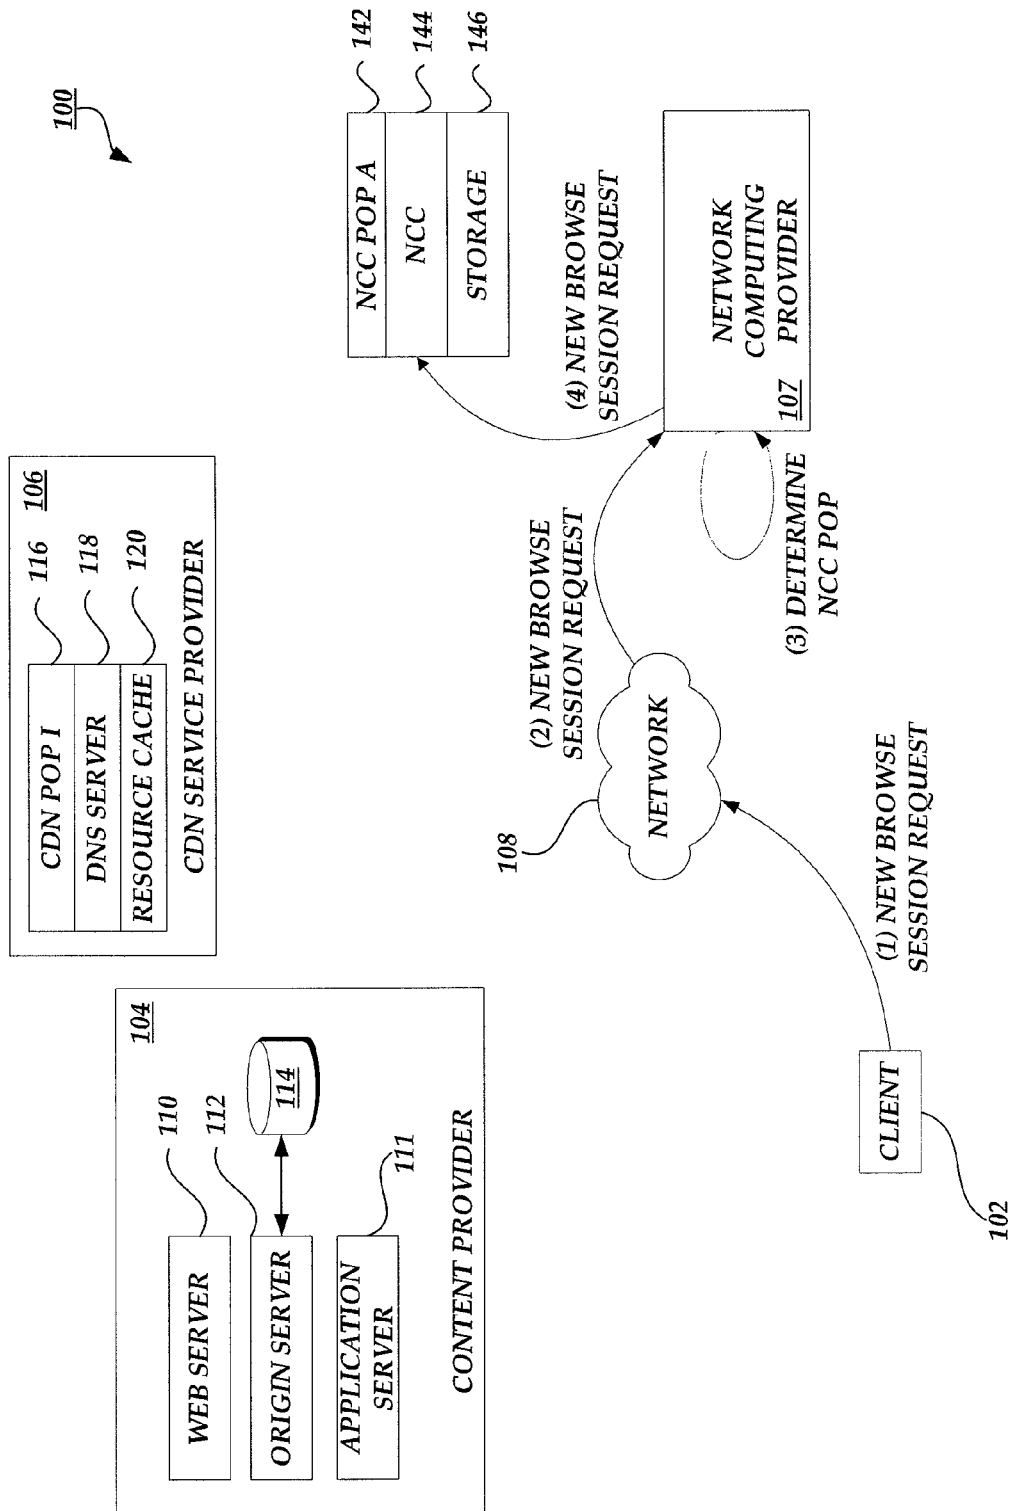 100
104
WEB SERVER
110
ORIGIN SERVER
112
114
APPLICATION
SERVER
111
CONTENT PROVIDER
106
CDN POP I
116
DNS SERVER
118
RESOURCE CACHE
120
CDN SERVICE PROVIDER
NCC POP A
142
NCC
144
STORAGE
146
CLIENT
102
(1) NEW BROWSE
SESSION REQUEST
108
NETWORK
(2) NEW BROWSE
SESSION REQUEST
(3) DETERMINE
NCC POP
(4) NEW BROWSE
SESSION REQUEST
NETWORK
COMPUTING
PROVIDER
107